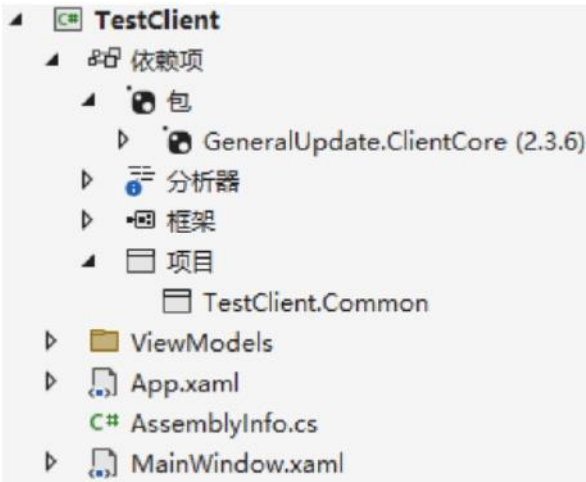 C# TestClient
依赖项
包
GeneralUpdate.ClientCore (2.3.6)
分析器
框架
项目
TestClient.Common
ViewModels
App.xaml
C# AssemblyInfo.cs
MainWindow.xaml